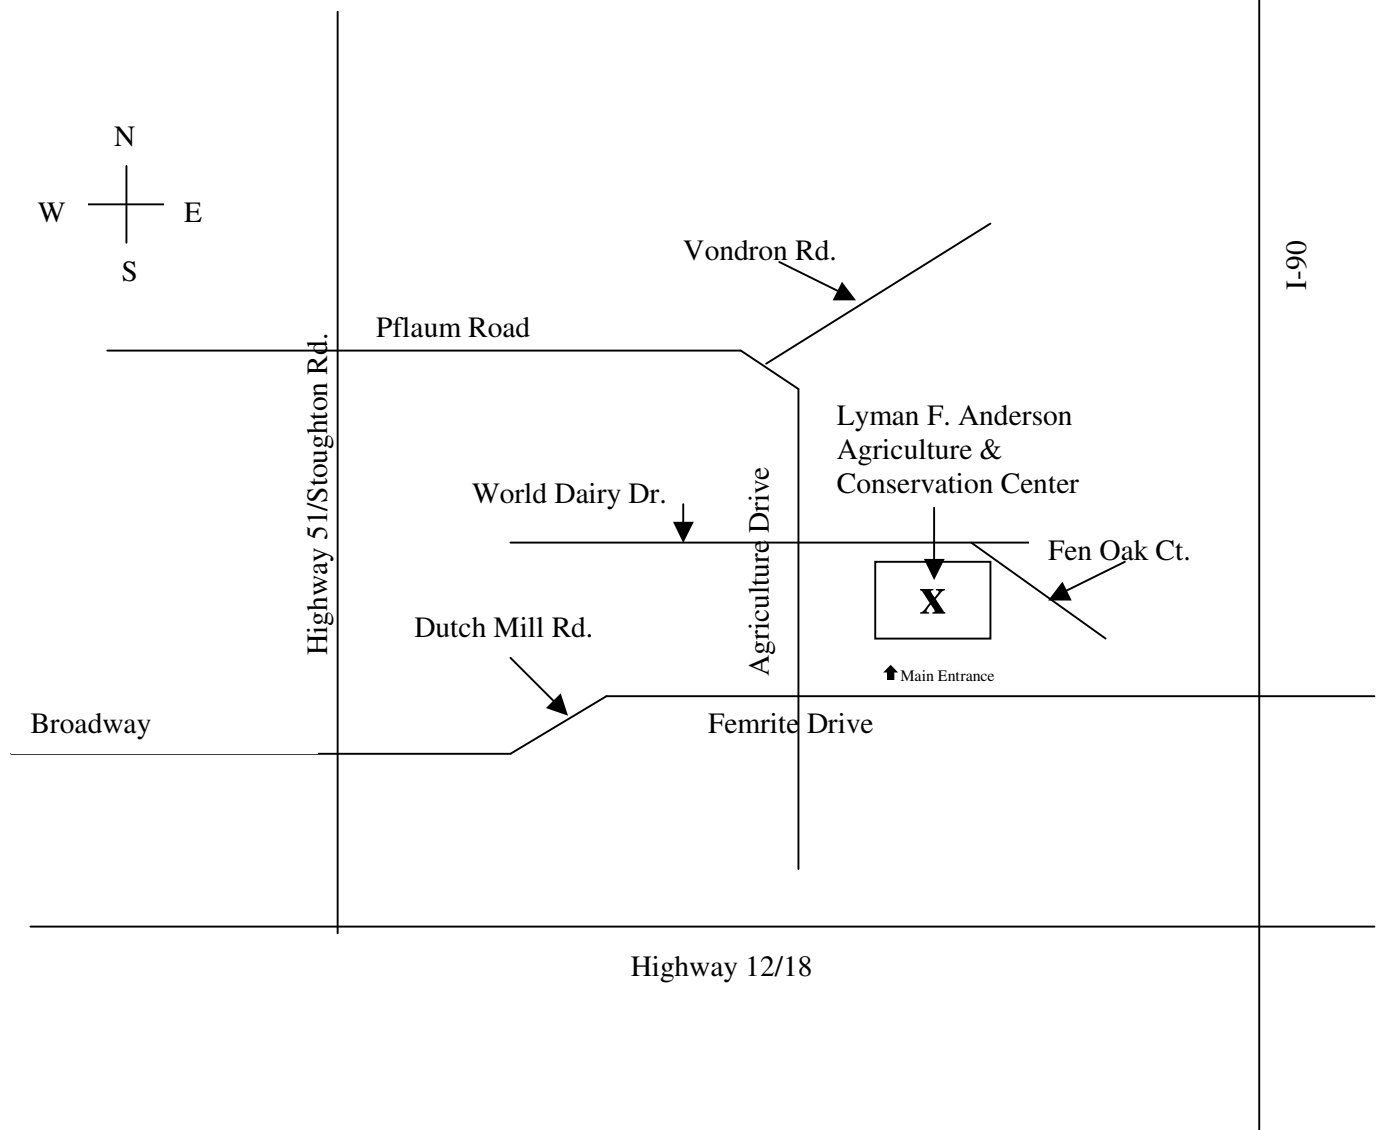 N
W
E
S
Vondron Rd.
I-90
Pflaum Road
Highway 51/Stoughton Rd.
Lyman F. Anderson
Agriculture &
Conservation Center
World Dairy Dr.
Agriculture Drive
Fen Oak Ct.
X
Dutch Mill Rd.
Main Entrance
Broadway
Femrite Drive
Highway 12/18